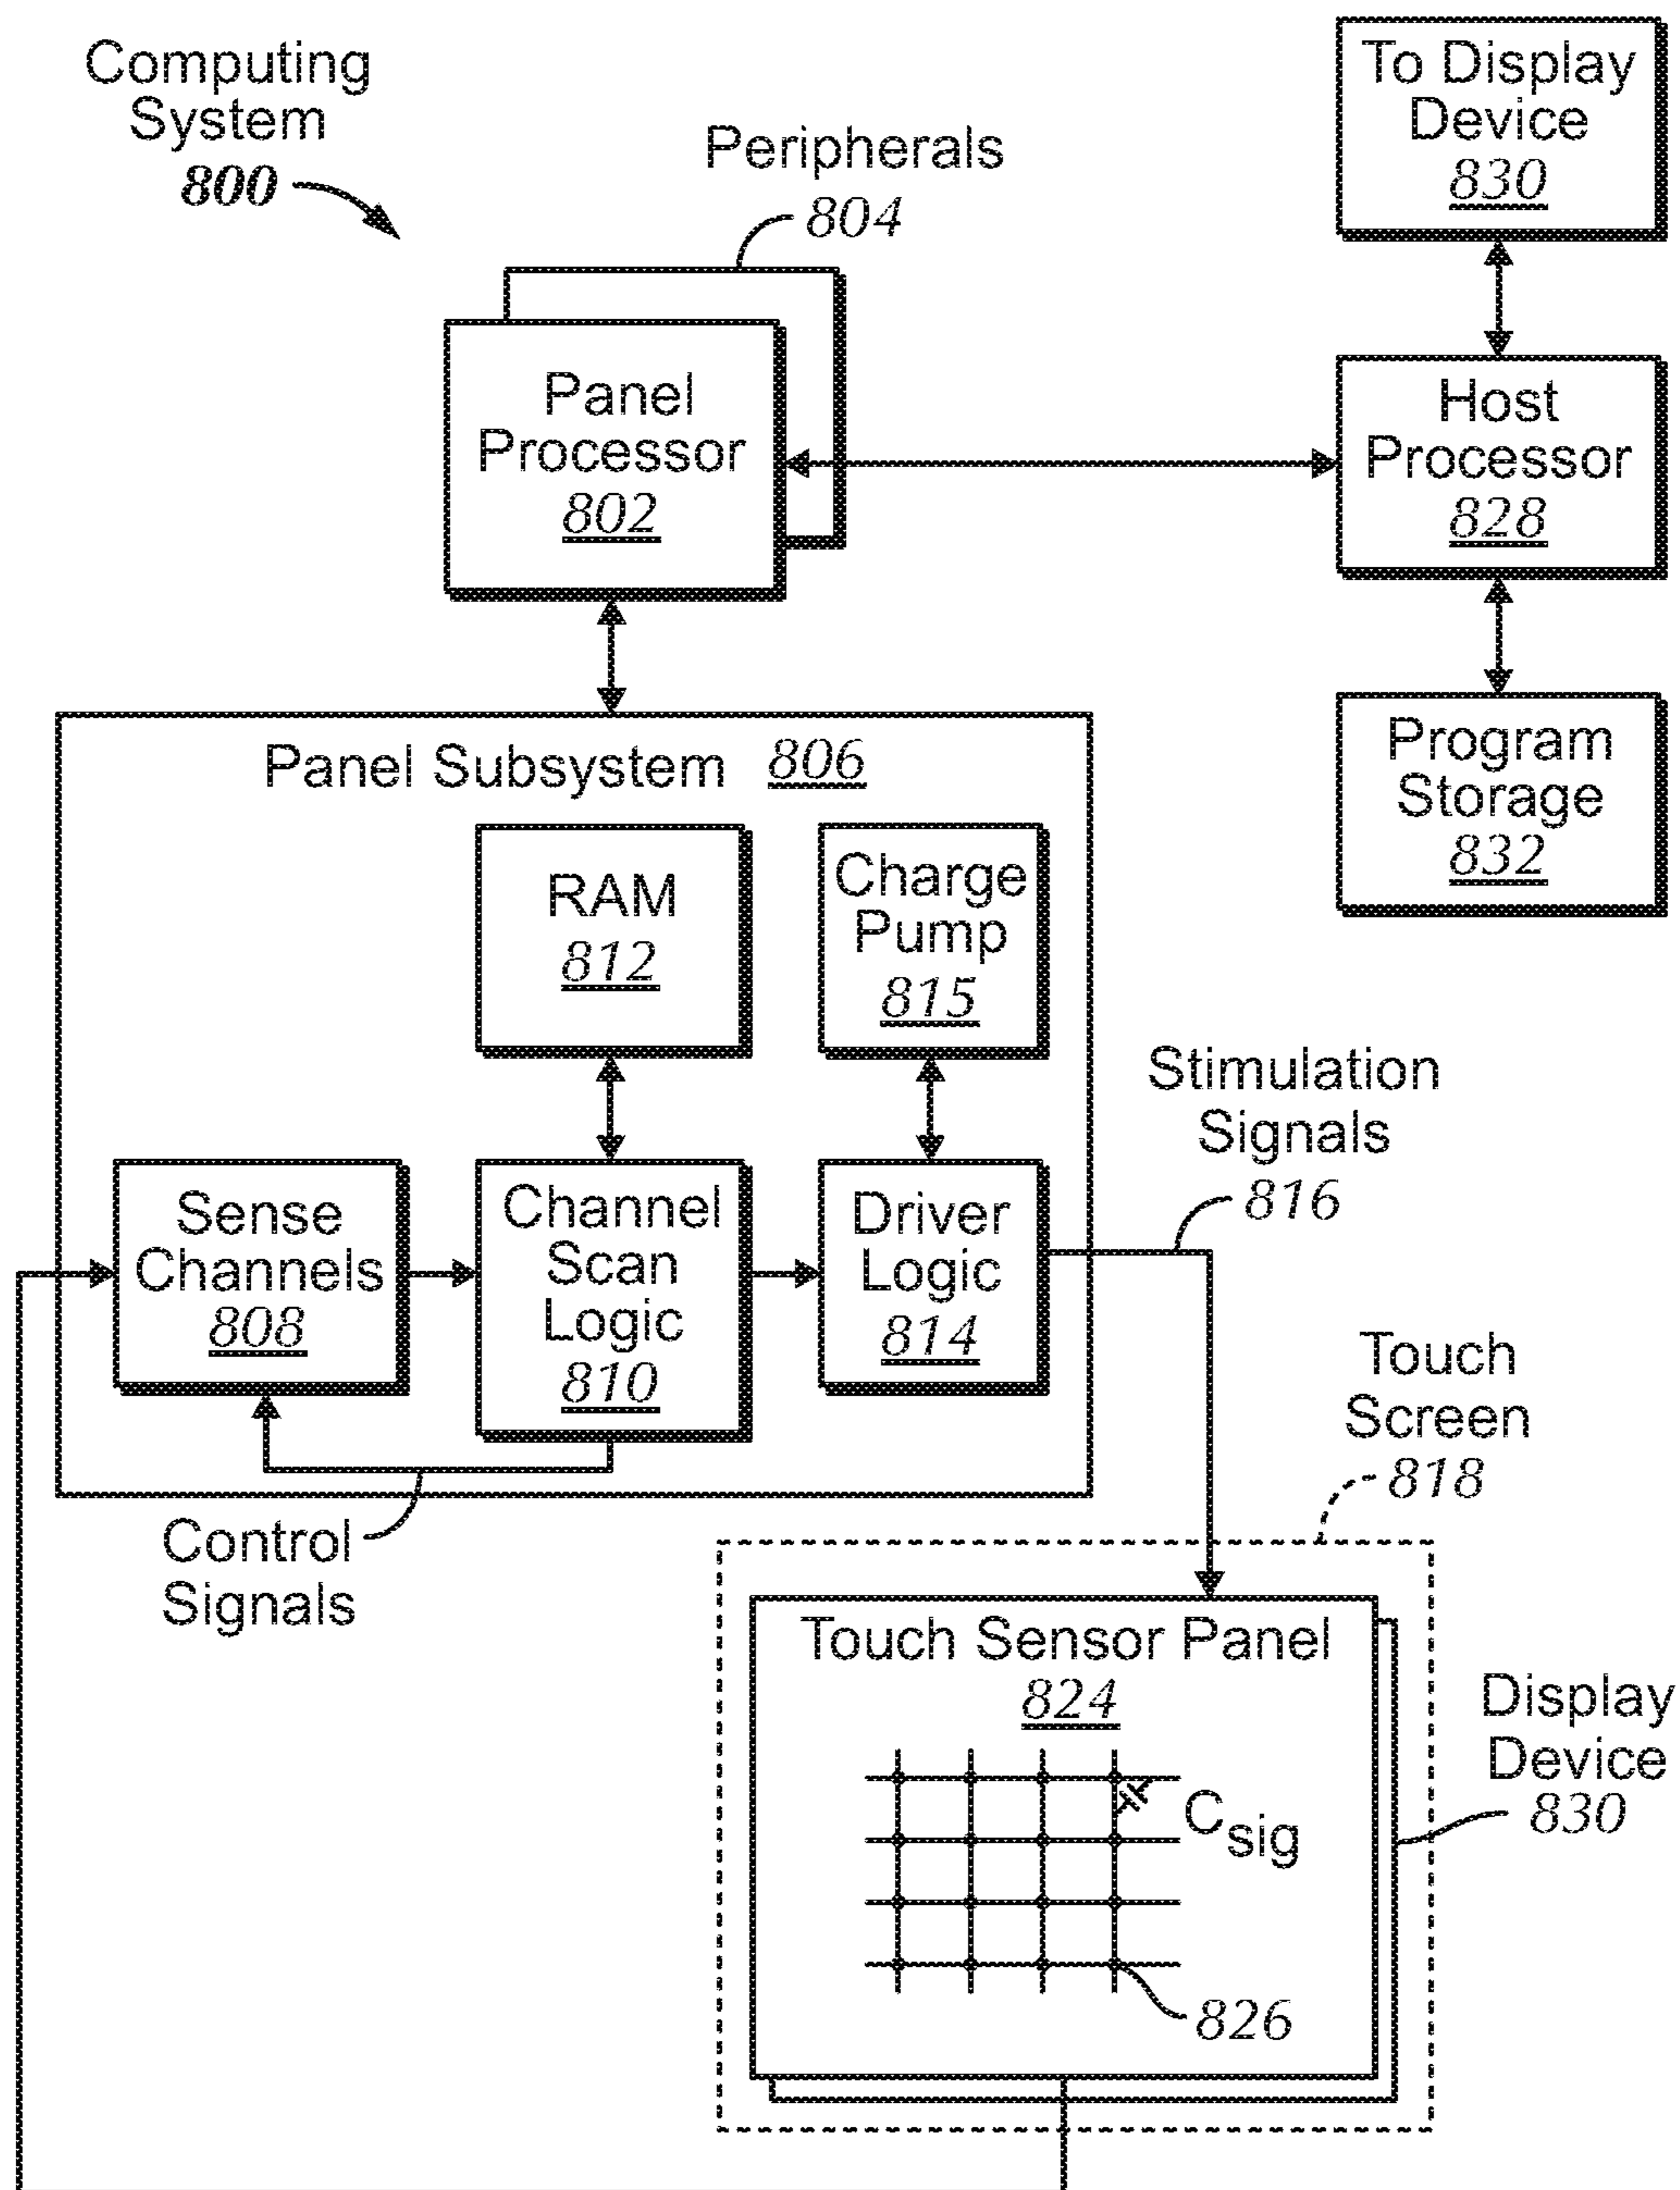 Computing
System
800
Peripherals
804
To Display
Device
830
Panel
Processor
802
Host
Processor
828
Program
Storage
832
Panel Subsystem 806
RAM
812
Charge
Pump
815
Sense
Channels
808
Channel
Scan
Logic
810
Driver
Logic
814
Stimulation
Signals
816
Control
Signals
Touch
Screen
818
Touch Sensor Panel
824
Csig
826
Display
Device
830